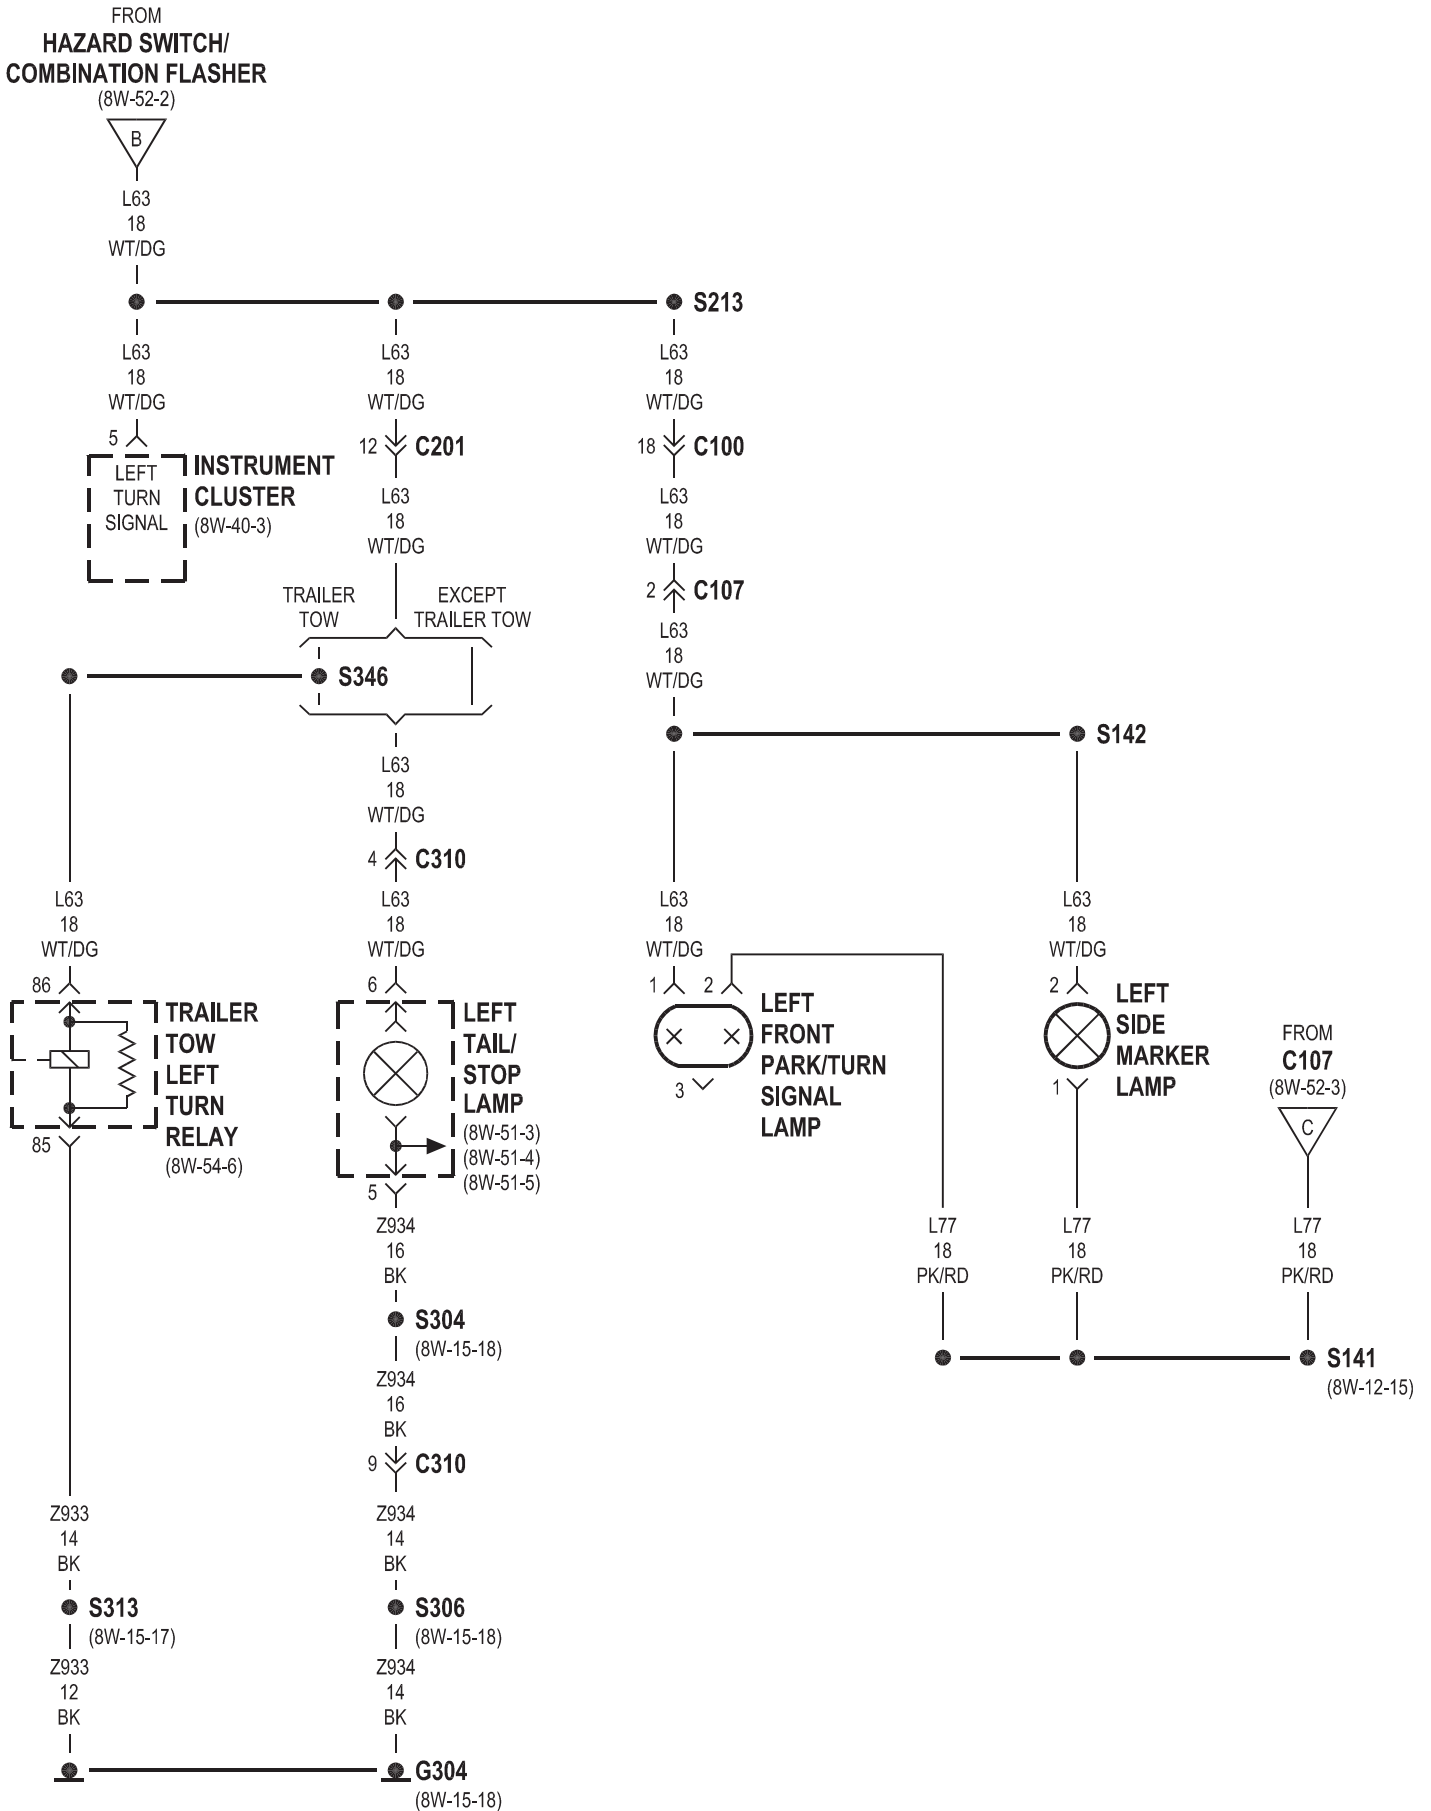 FROM
HAZARD SWITCH/
COMBINATION FLASHER
(8W-52-2)
B
L63
18
WT/DG
S213
L63
18
WT/DG
L63
18
WT/DG
L63
18
WT/DG
5
LEFT
TURN
SIGNAL
INSTRUMENT
CLUSTER
(8W-40-3)
12
C201
18
C100
L63
18
WT/DG
L63
18
WT/DG
TRAILER
TOW
EXCEPT
TRAILER TOW
2
C107
L63
18
WT/DG
S346
S142
L63
18
WT/DG
4
C310
L63
18
WT/DG
L63
18
WT/DG
L63
18
WT/DG
L63
18
WT/DG
86
TRAILER
TOW
LEFT
TURN
RELAY
(8W-54-6)
85
6
LEFT
TAIL/
STOP
LAMP
(8W-51-3)
(8W-51-4)
(8W-51-5)
5
1
2
3
LEFT
FRONT
PARK/TURN
SIGNAL
LAMP
2
LEFT
SIDE
MARKER
LAMP
1
FROM
C107
(8W-52-3)
C
Z934
16
BK
L77
18
PK/RD
L77
18
PK/RD
L77
18
PK/RD
S304
(8W-15-18)
S141
(8W-12-15)
Z934
16
BK
9
C310
Z933
14
BK
Z934
14
BK
S313
(8W-15-17)
S306
(8W-15-18)
Z933
12
BK
Z934
14
BK
G304
(8W-15-18)